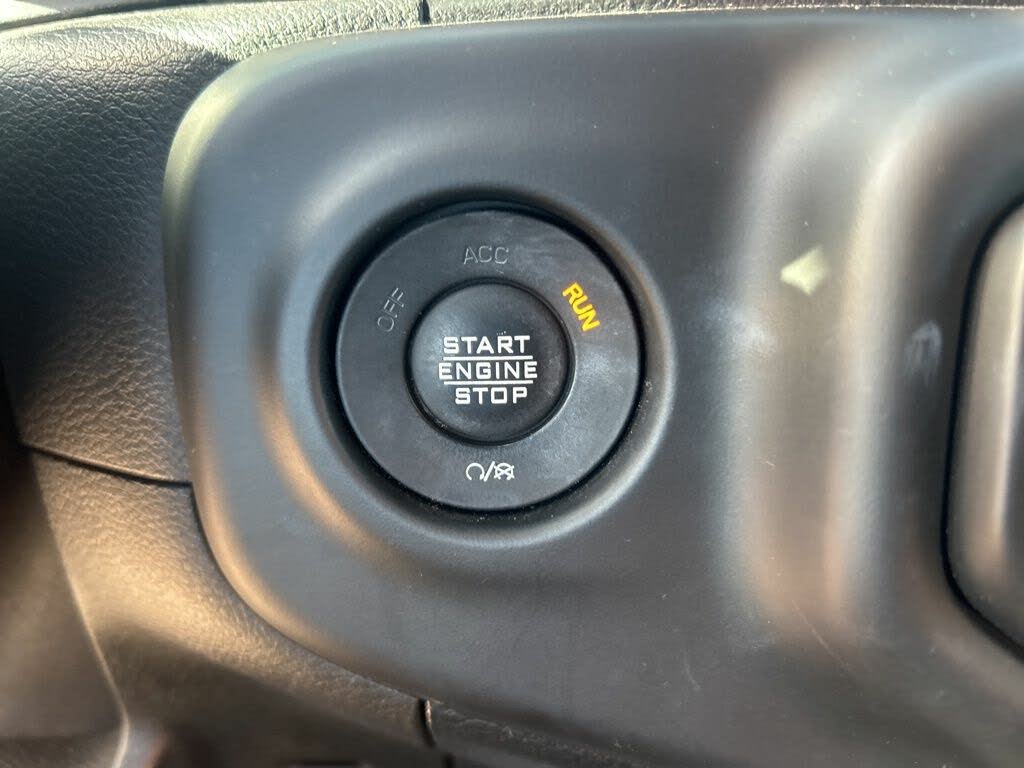 ACC
OFF
RUN
START
ENGINE
STOP